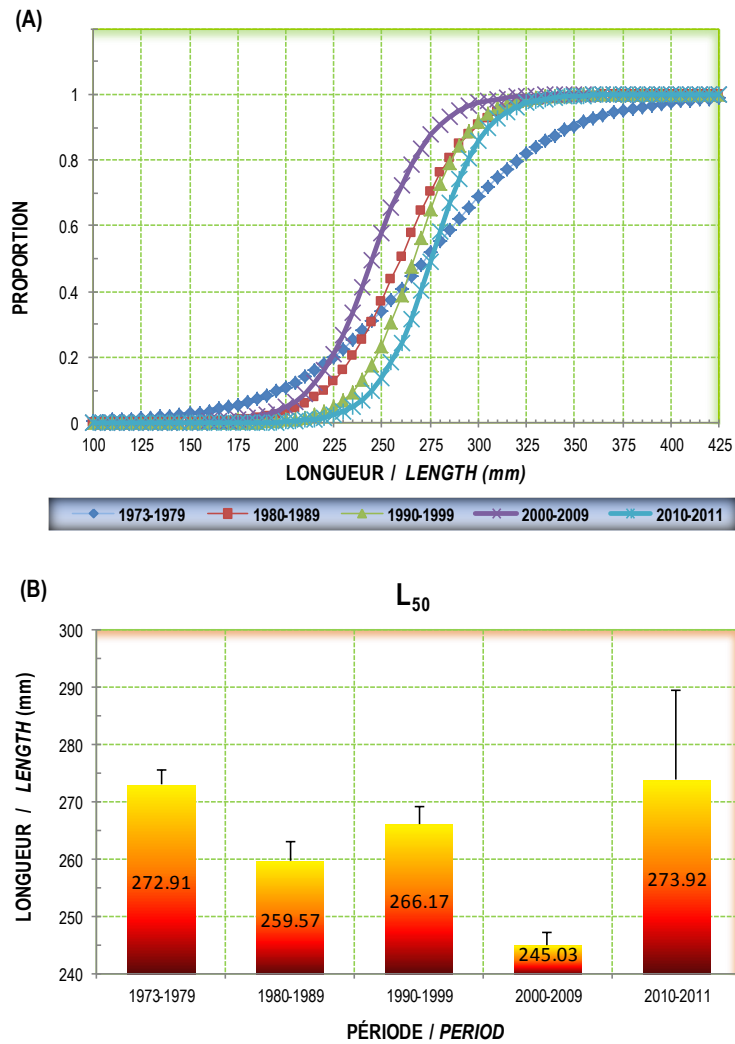 (A)
PROPORTION
1
0.8
0.6
0.4
0.2
0
100 125 150 175 200 225 250 275 300 325 350 375 400 425
LONGUEUR / LENGTH (mm)
1973-1979 1980-1989 1990-1999 2000-2009 2010-2011
(B)
L50
LONGUEUR / LENGTH (mm)
300
290
280
270
260
250
240
272.91 259.57 266.17 245.03 273.92
1973-1979 1980-1989 1990-1999 2000-2009 2010-2011
PÉRIODE / PERIOD